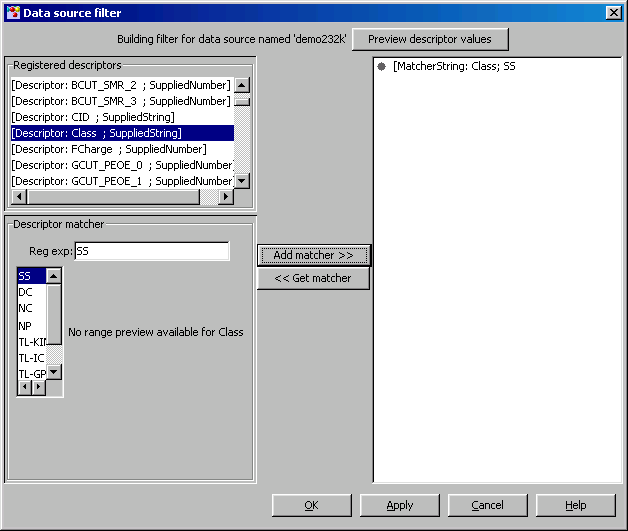 Data source filter
Building filter for data source named 'demo232k' Preview descriptor values
Registered descriptors
[Descriptor: BCUT_SMR_2 ; SuppliedNumber]
[Descriptor: BCUT_SMR_3 ; SuppliedNumber]
[Descriptor: CID ; SuppliedString]
[Descriptor: Class ; SuppliedString]
[Descriptor: FCharge ; SuppliedNumber]
[Descriptor: GCUT_PEOE_0 ; SuppliedNumber]
[Descriptor: GCUT_PEOE_1 ; SuppliedNumber]
[MatcherString: Class; SS
Descriptor matcher
Reg exp: SS
SS
DC
NC
NP
TL-KI
TL-IC
TL-GP
No range preview available for Class
Add matcher >>
<< Get matcher
OK Apply Cancel Help